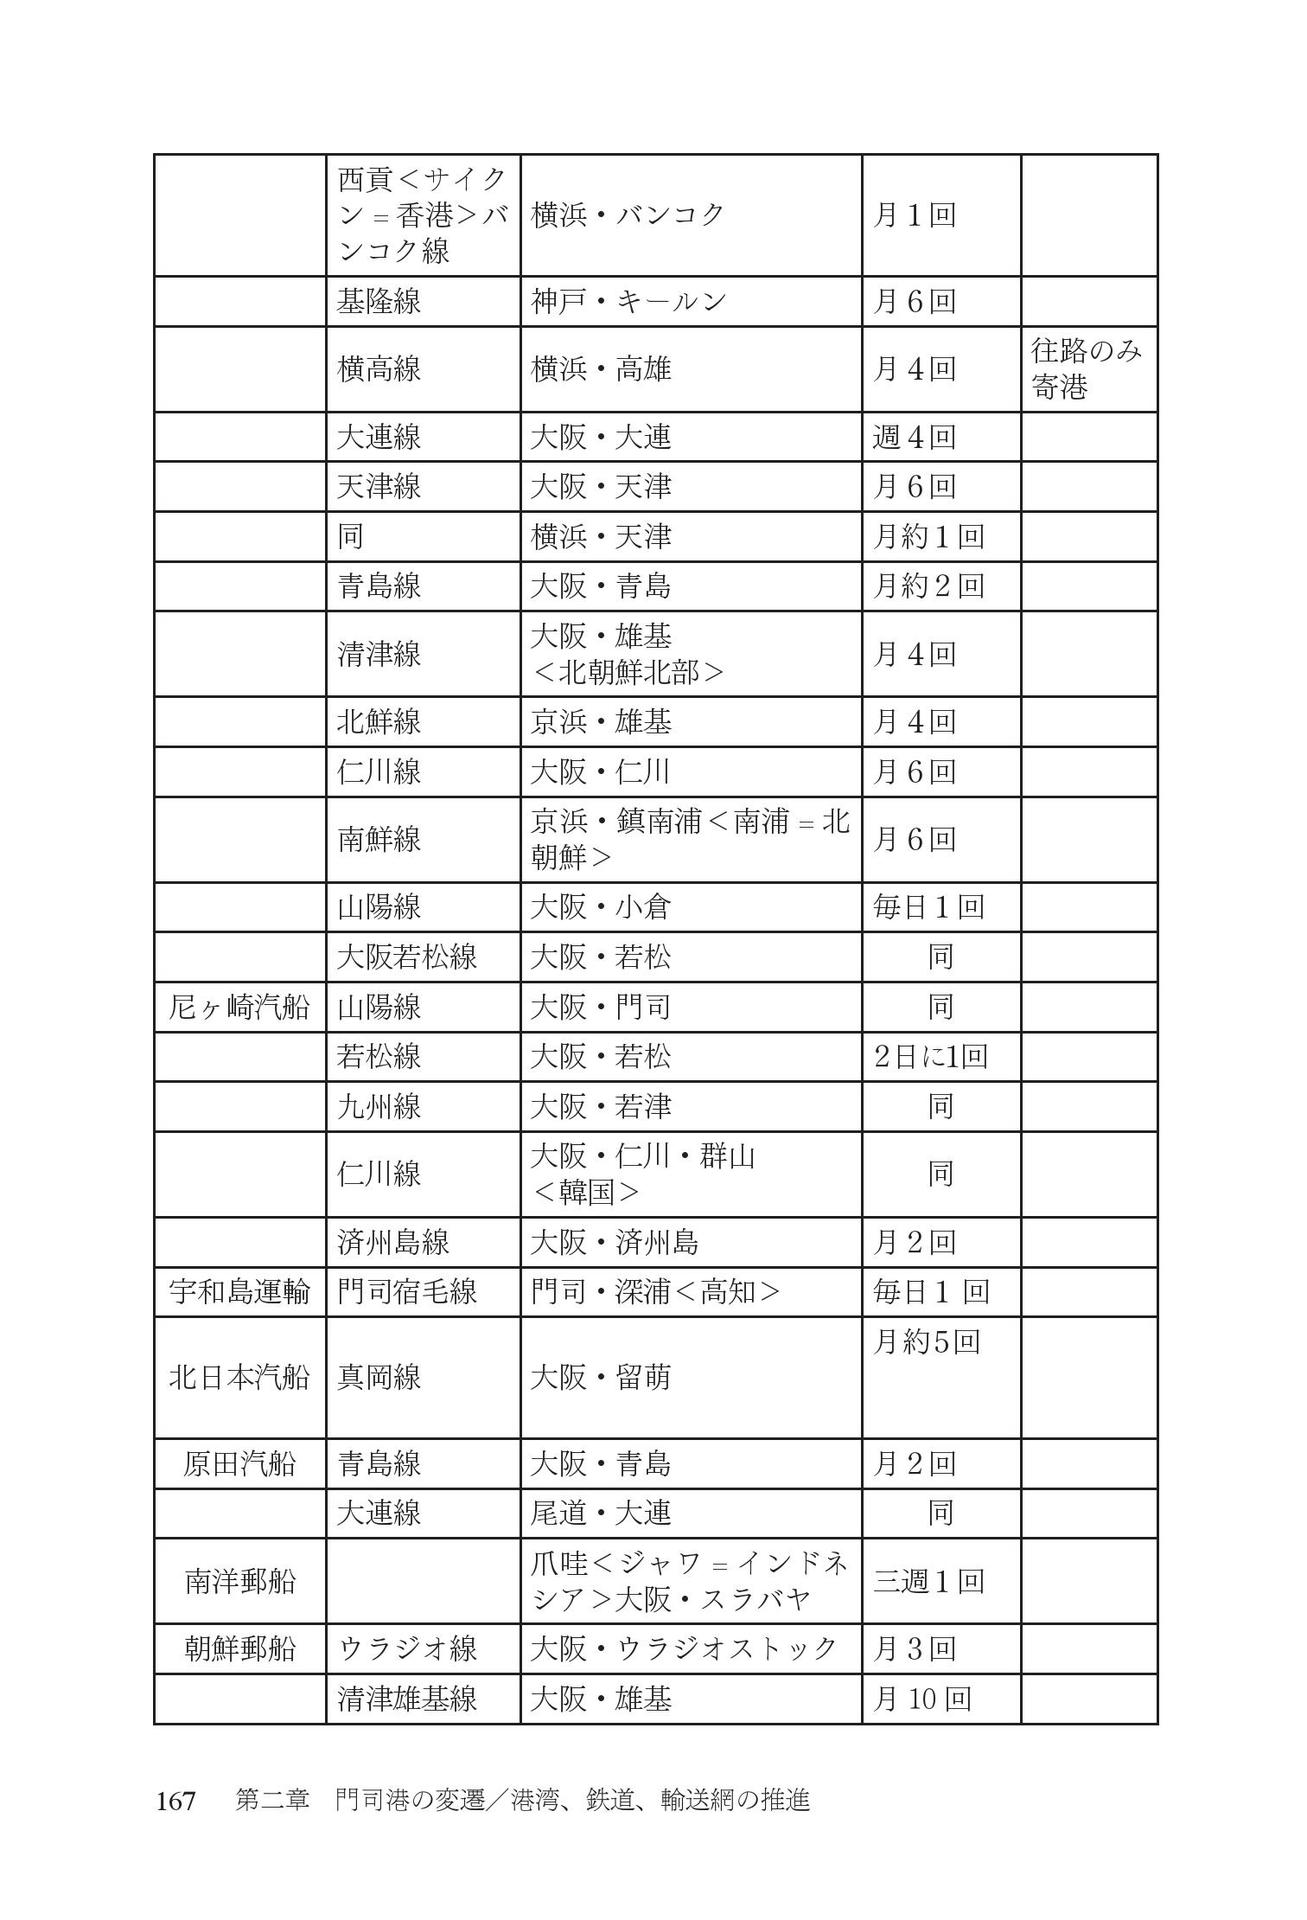 西貢＜サイク
ン＝香港＞バ
ンコク線
横浜・バンコク
月１回
基隆線
神戸・キールン
月６回
横高線
横浜・高雄
月４回
往路のみ
寄港
大連線
大阪・大連
週４回
天津線
大阪・天津
月６回
同
横浜・天津
月約１回
青島線
大阪・青島
月約２回
清津線
大阪・雄基
＜北朝鮮北部＞
月４回
北鮮線
京浜・雄基
月４回
仁川線
大阪・仁川
月６回
南鮮線
京浜・鎮南浦＜南浦＝北
朝鮮＞
月６回
山陽線
大阪・小倉
毎日１回
大阪若松線
大阪・若松
同
尼ヶ崎汽船
山陽線
大阪・門司
同
若松線
大阪・若松
2日に1回
九州線
大阪・若津
同
仁川線
大阪・仁川・群山
＜韓国＞
同
済州島線
大阪・済州島
月２回
宇和島運輸
門司宿毛線
門司・深浦＜高知＞
毎日１ 回
北日本汽船
真岡線
大阪・留萌
月約5回
原田汽船
青島線
大阪・青島
月２回
大連線
尾道・大連
同
南洋郵船
爪哇＜ジャワ＝インドネ
シア＞大阪・スラバヤ
三週１回
朝鮮郵船
ウラジオ線
大阪・ウラジオストック
月３回
清津雄基線
大阪・雄基
月 10 回
167　第二章　門司港の変遷／港湾、鉄道、輸送網の推進